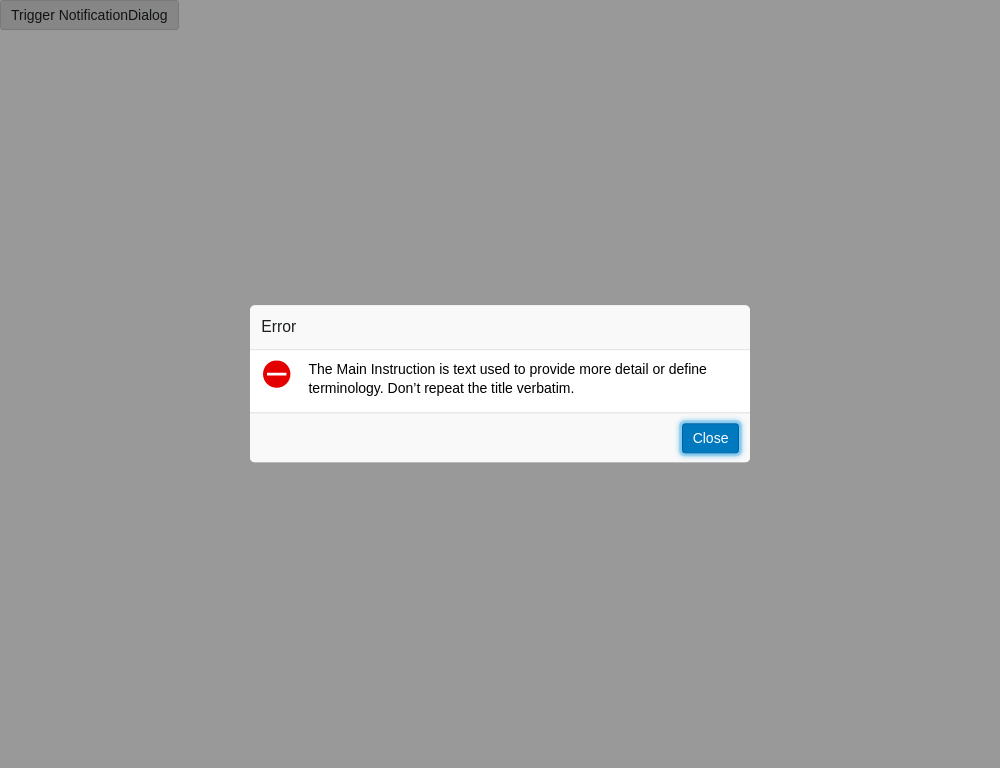 Trigger NotificationDialog
Error
The Main Instruction is text used to provide more detail or define
terminology. Don’t repeat the title verbatim.
Close